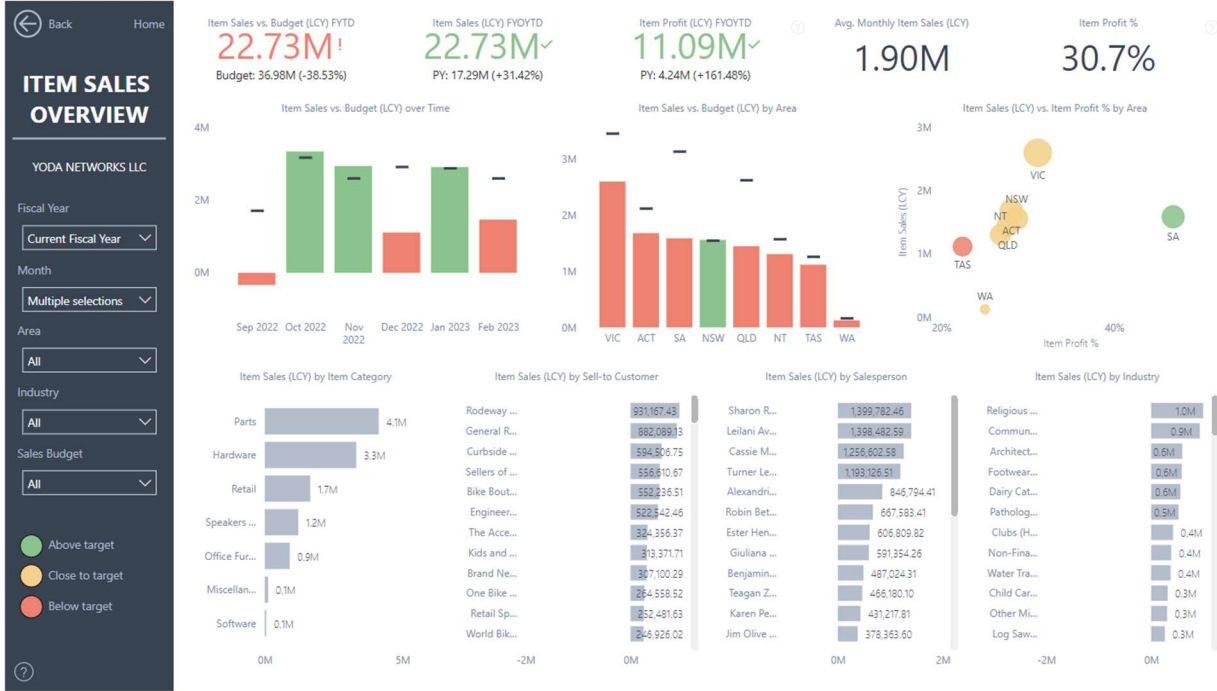 Back
Home
ITEM SALES
OVERVIEW
YODA NETWORKS LLC
Fiscal Year
Current Fiscal Year
Month
Multiple selections
Area
All
Industry
All
Sales Budget
All
Above target
Close to target
Below target
?
Item Sales vs. Budget (LCY) FYTD
22.73M!
Budget: 36.98M (-38.53%)
Item Sales (LCY) FYOYTD
22.73M
PY: 17.29M (+31.42%)
Item Profit (LCY) FYOYTD
11.09M
PY: 4.24M (+161.48%)
?
Avg. Monthly Item Sales (LCY)
1.90M
Item Profit %
30.7%
?
Item Sales vs. Budget (LCY) over Time
4M
2M
0M
Sep 2022 Oct 2022 Nov 2022 Dec 2022 Jan 2023 Feb 2023
Item Sales vs. Budget (LCY) by Area
3M
2M
1M
0M
VIC ACT SA NSW QLD NT TAS WA
Item Sales (LCY) vs. Item Profit % by Area
Item Sales (LCY)
3M
2M
1M
0M
VIC
NSW
NT
ACT
QLD
SA
TAS
WA
20% 40%
Item Profit %
Item Sales (LCY) by Item Category
Parts 4.1M
Hardware 3.3M
Retail 1.7M
Speakers ... 1.2M
Office Fur... 0.9M
Miscellan... 0.1M
Software 0.1M
0M 5M
Item Sales (LCY) by Sell-to Customer
Rodeway ... 931,167.43
General R... 882,089.13
Curbside ... 594,506.75
Sellers of ... 556,610.67
Bike Bout... 552,236.51
Engineer... 522,542.46
The Acce... 324,356.37
Kids and ... 313,371.71
Brand Ne... 307,100.29
One Bike ... 264,558.52
Retail Sp... 252,481.63
World Bik... 246,926.02
-2M 0M
Item Sales (LCY) by Salesperson
Sharon R... 1,399,782.46
Leilani Av... 1,398,482.59
Cassie M... 1,256,602.58
Turner Le... 1,193,126.51
Alexandri... 846,794.41
Robin Bet... 667,583.41
Ester Hen... 606,809.82
Giuliana ... 591,354.26
Benjamin... 487,024.31
Teagan Z... 466,180.10
Karen Pe... 431,217.81
Jim Olive ... 378,363.60
0M 2M
Item Sales (LCY) by Industry
Religious ... 1.0M
Commun... 0.9M
Architect... 0.6M
Footwear... 0.6M
Dairy Cat... 0.6M
Patholog... 0.5M
Clubs (H... 0.4M
Non-Fina... 0.4M
Water Tra... 0.4M
Child Car... 0.3M
Other Mi... 0.3M
Log Saw... 0.3M
-2M 0M